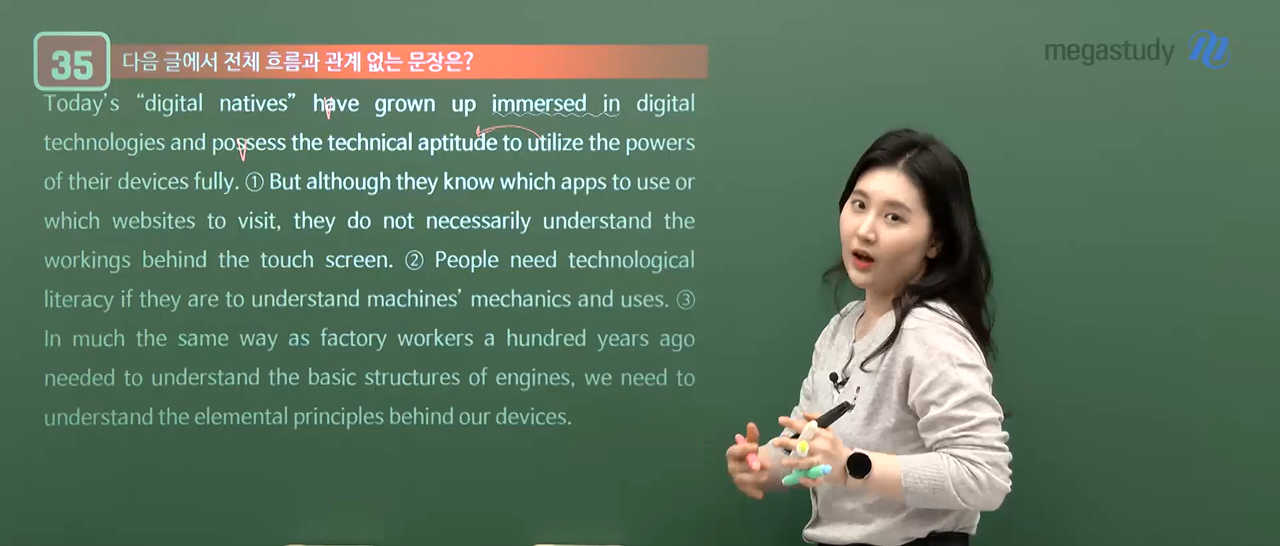 35 다음 글에서 전체 흐름과 관계 없는 문장은?
megastudy
Today's “digital natives” have grown up immersed in digital
technologies and possess the technical aptitude to utilize the powers
of their devices fully. ① But although they know which apps to use or
which websites to visit, they do not necessarily understand the
workings behind the touch screen. ② People need technological
literacy if they are to understand machines’ mechanics and uses. ③
In much the same way as factory workers a hundred years ago
needed to understand the basic structures of engines, we need to
understand the elemental principles behind our devices.